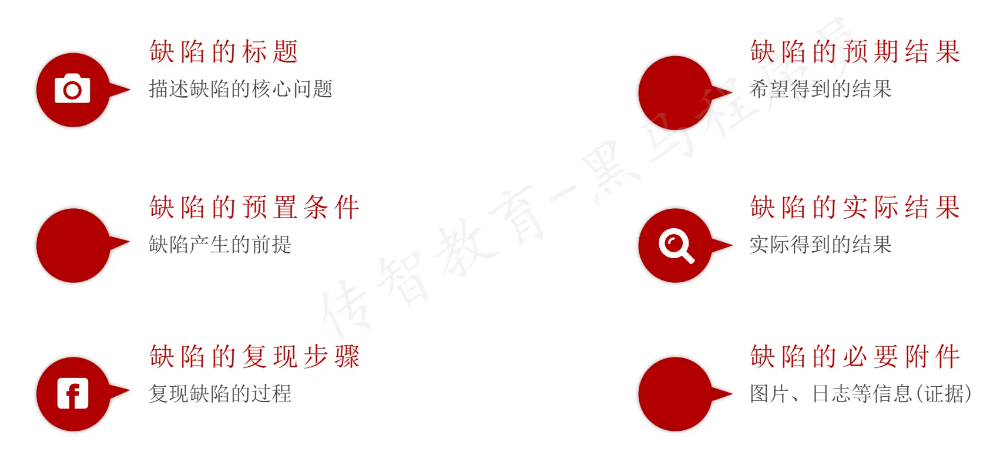 缺陷的标题
描述缺陷的核心问题
缺陷的预置条件
缺陷产生的前提
缺陷的复现步骤
复现缺陷的过程
缺陷的预期结果
希望得到的结果
缺陷的实际结果
实际得到的结果
缺陷的必要附件
图片、日志等信息(证据)
传智教育-黑马程序员